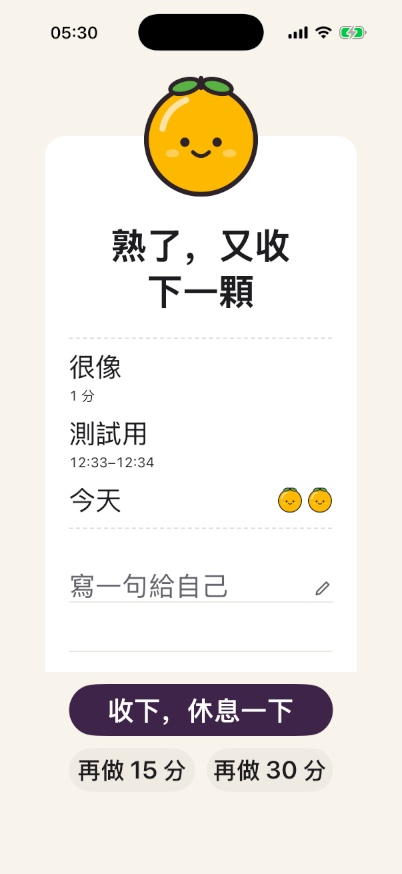 05:30
熟了，又收
下一顆
很像
1 分
測試用
12:33–12:34
今天
寫一句給自己
收下，休息一下
再做 15 分
再做 30 分